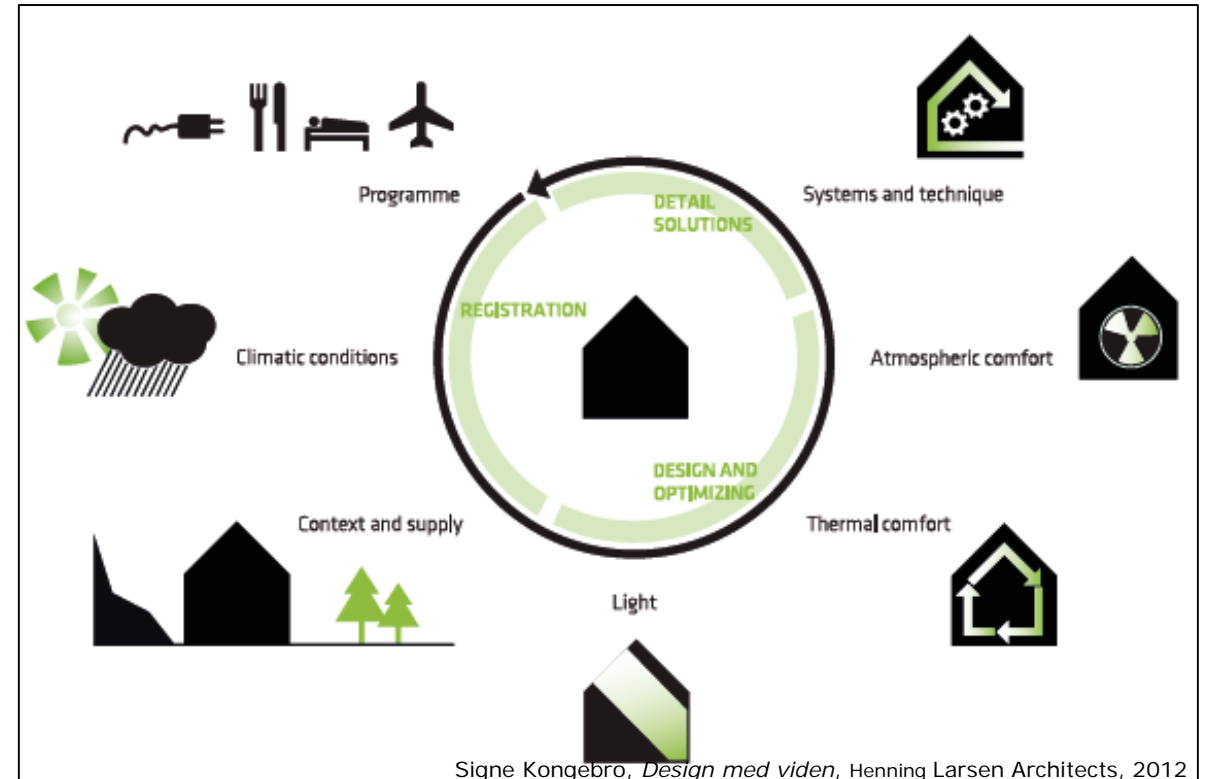 Programme
DETAIL
SOLUTIONS
Systems and technique
REGISTRATION
Climatic conditions
Atmospheric comfort
DESIGN AND
OPTIMIZING
Context and supply
Thermal comfort
Light
Signe Kongebro, Design med viden, Henning Larsen Architects, 2012